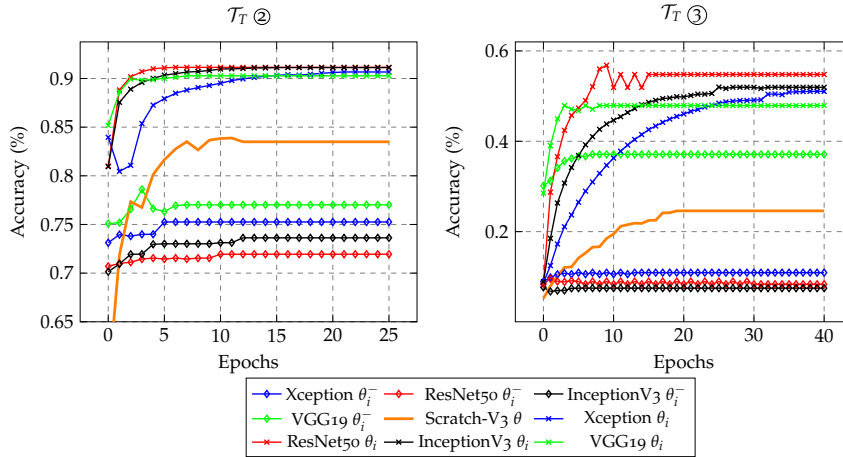 𝒯_T ②
𝒯_T ③
Accuracy (%)
0.9
0.85
0.8
0.75
0.7
0.65
0 5 10 15 20 25
Epochs
Accuracy (%)
0.6
0.4
0.2
0 10 20 30 40
Epochs
Xception θ_i^− ResNet50 θ_i^− InceptionV3 θ_i^−
VGG19 θ_i^− Scratch-V3 θ Xception θ_i
ResNet50 θ_i InceptionV3 θ_i VGG19 θ_i